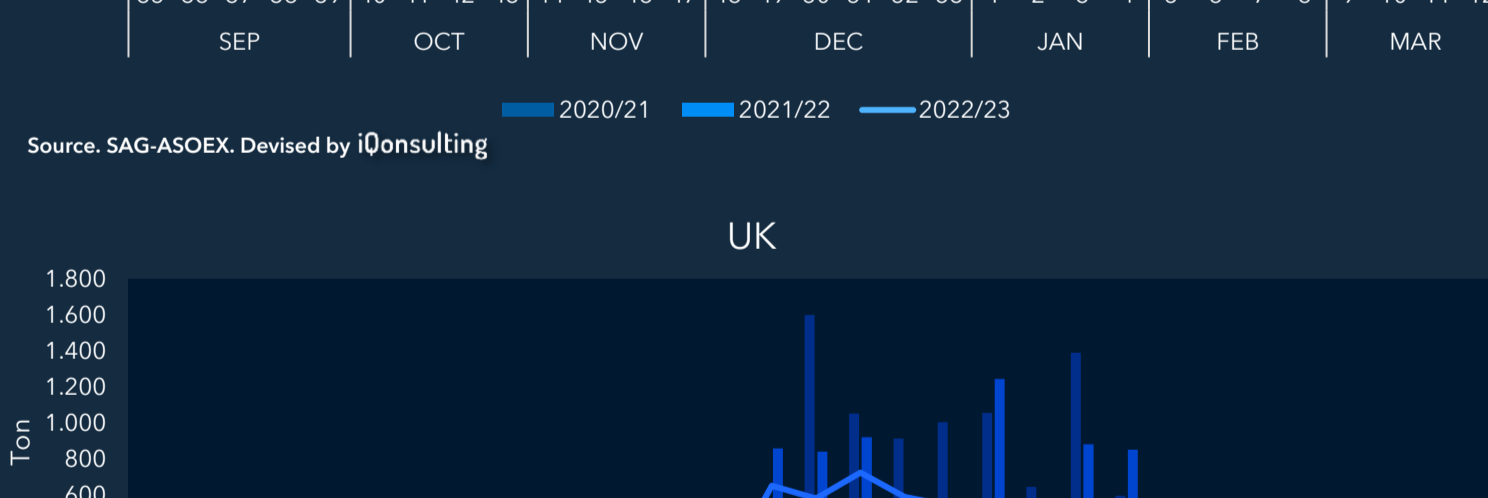 SEP OCT NOV DEC JAN FEB MAR
2020/21 2021/22 2022/23
Source. SAG-ASOEX. Devised by iQonsulting
UK
1.800
1.600
1.400
1.200
1.000
800
600
Ton